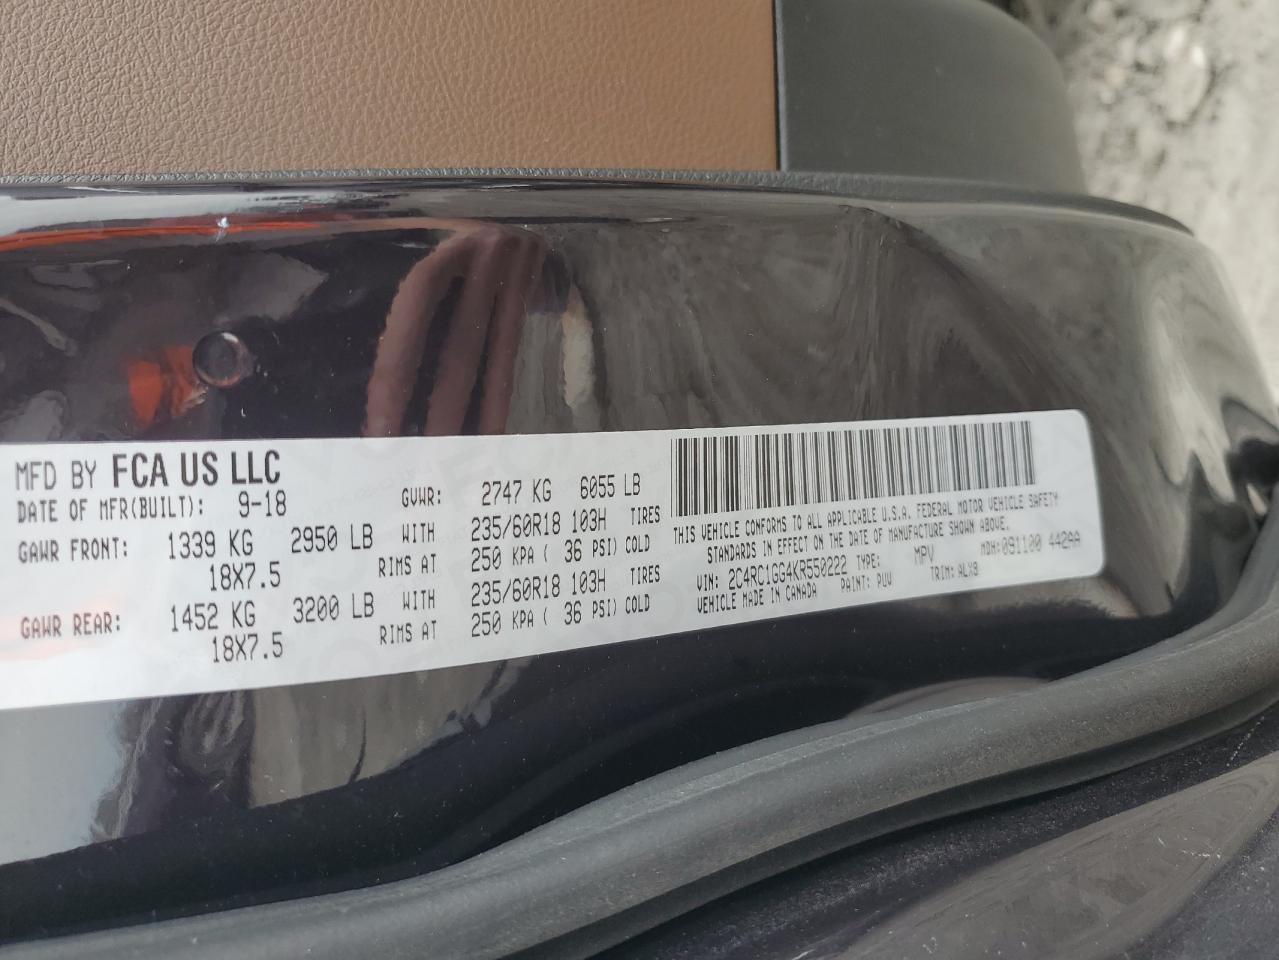 MFD BY FCA US LLC
DATE OF MFR(BUILT): 9-18 GVWR: 2747 KG 6055 LB
GAWR FRONT: 1339 KG 2950 LB WITH 235/60R18 103H TIRES
18X7.5 RIMS AT 250 KPA ( 36 PSI) COLD
GAWR REAR: 1452 KG 3200 LB WITH 235/60R18 103H TIRES
18X7.5 RIMS AT 250 KPA ( 36 PSI) COLD
THIS VEHICLE CONFORMS TO ALL APPLICABLE U.S.A. FEDERAL MOTOR VEHICLE SAFETY
STANDARDS IN EFFECT ON THE DATE OF MANUFACTURE SHOWN ABOVE.
VIN: 2C4RC1GG4KR550222 TYPE: MPV MDH:091100 442AA
VEHICLE MADE IN CANADA PAINT: PUV TRIM: ALX9